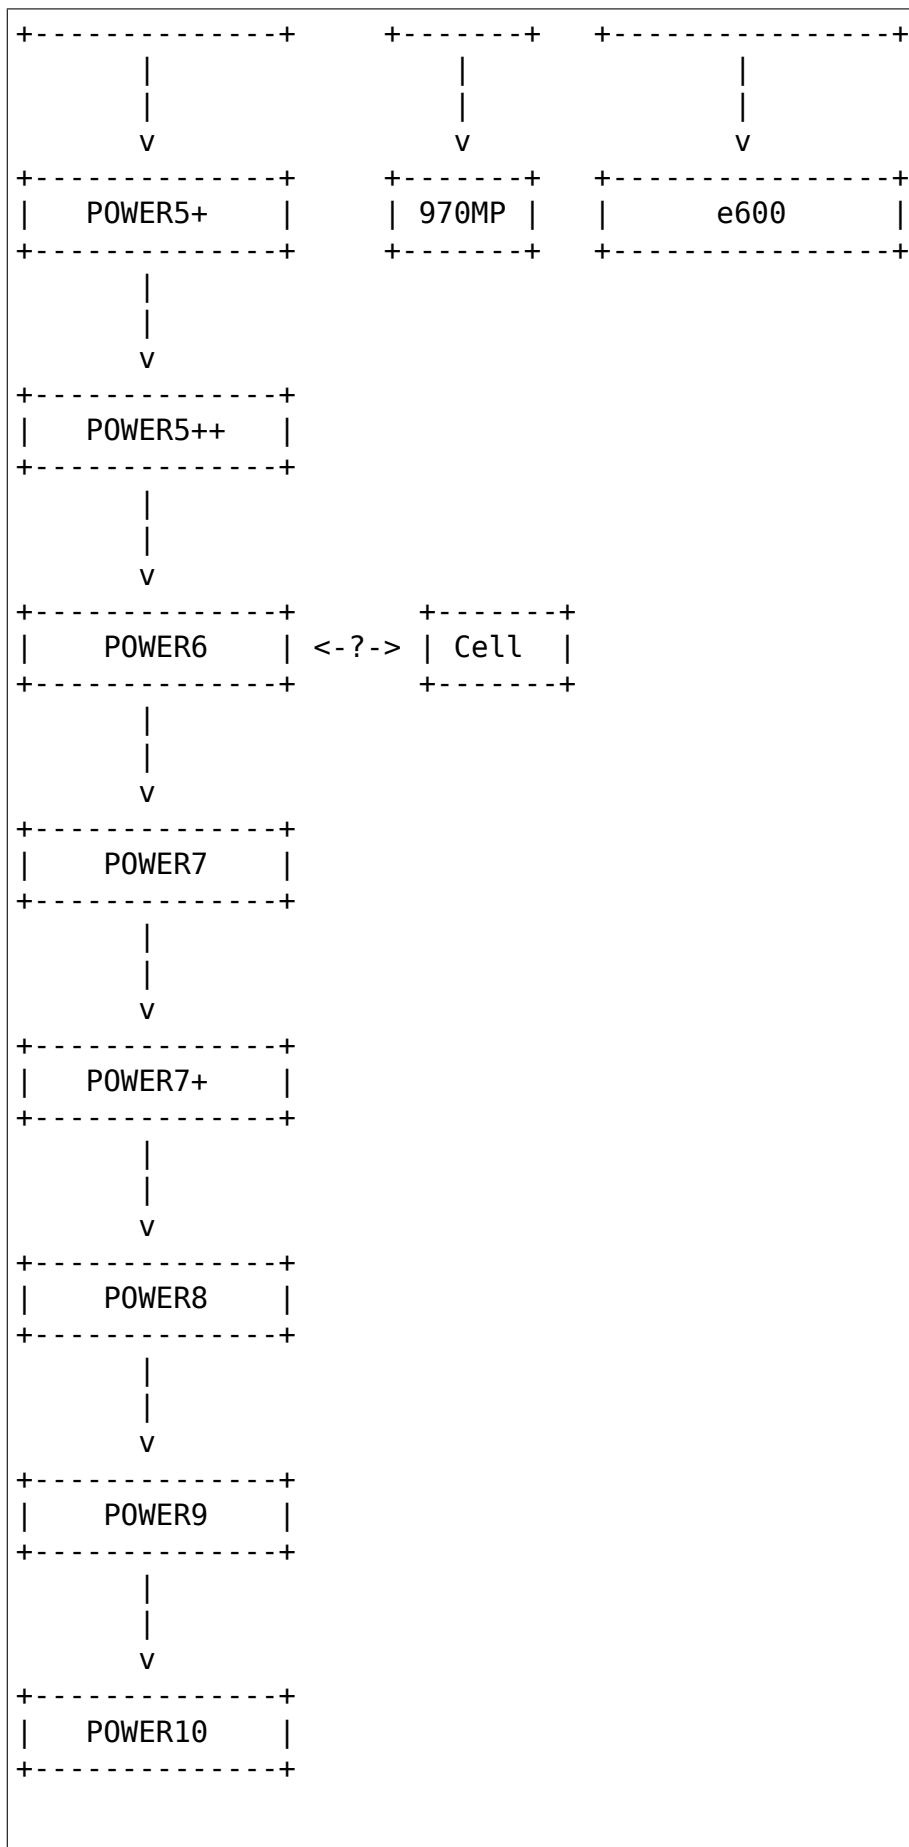 +--------------+     +-------+   +----------------+
       |                 |               |
       |                 |               |
       v                 v               v
+--------------+     +-------+   +----------------+
|   POWER5+    |     | 970MP |   |      e600      |
+--------------+     +-------+   +----------------+
       |
       |
       v
+--------------+
|   POWER5++   |
+--------------+
       |
       |
       v
+--------------+       +-------+
|    POWER6    | <-?-> | Cell  |
+--------------+       +-------+
       |
       |
       v
+--------------+
|    POWER7    |
+--------------+
       |
       |
       v
+--------------+
|   POWER7+    |
+--------------+
       |
       |
       v
+--------------+
|    POWER8    |
+--------------+
       |
       |
       v
+--------------+
|    POWER9    |
+--------------+
       |
       |
       v
+--------------+
|   POWER10    |
+--------------+